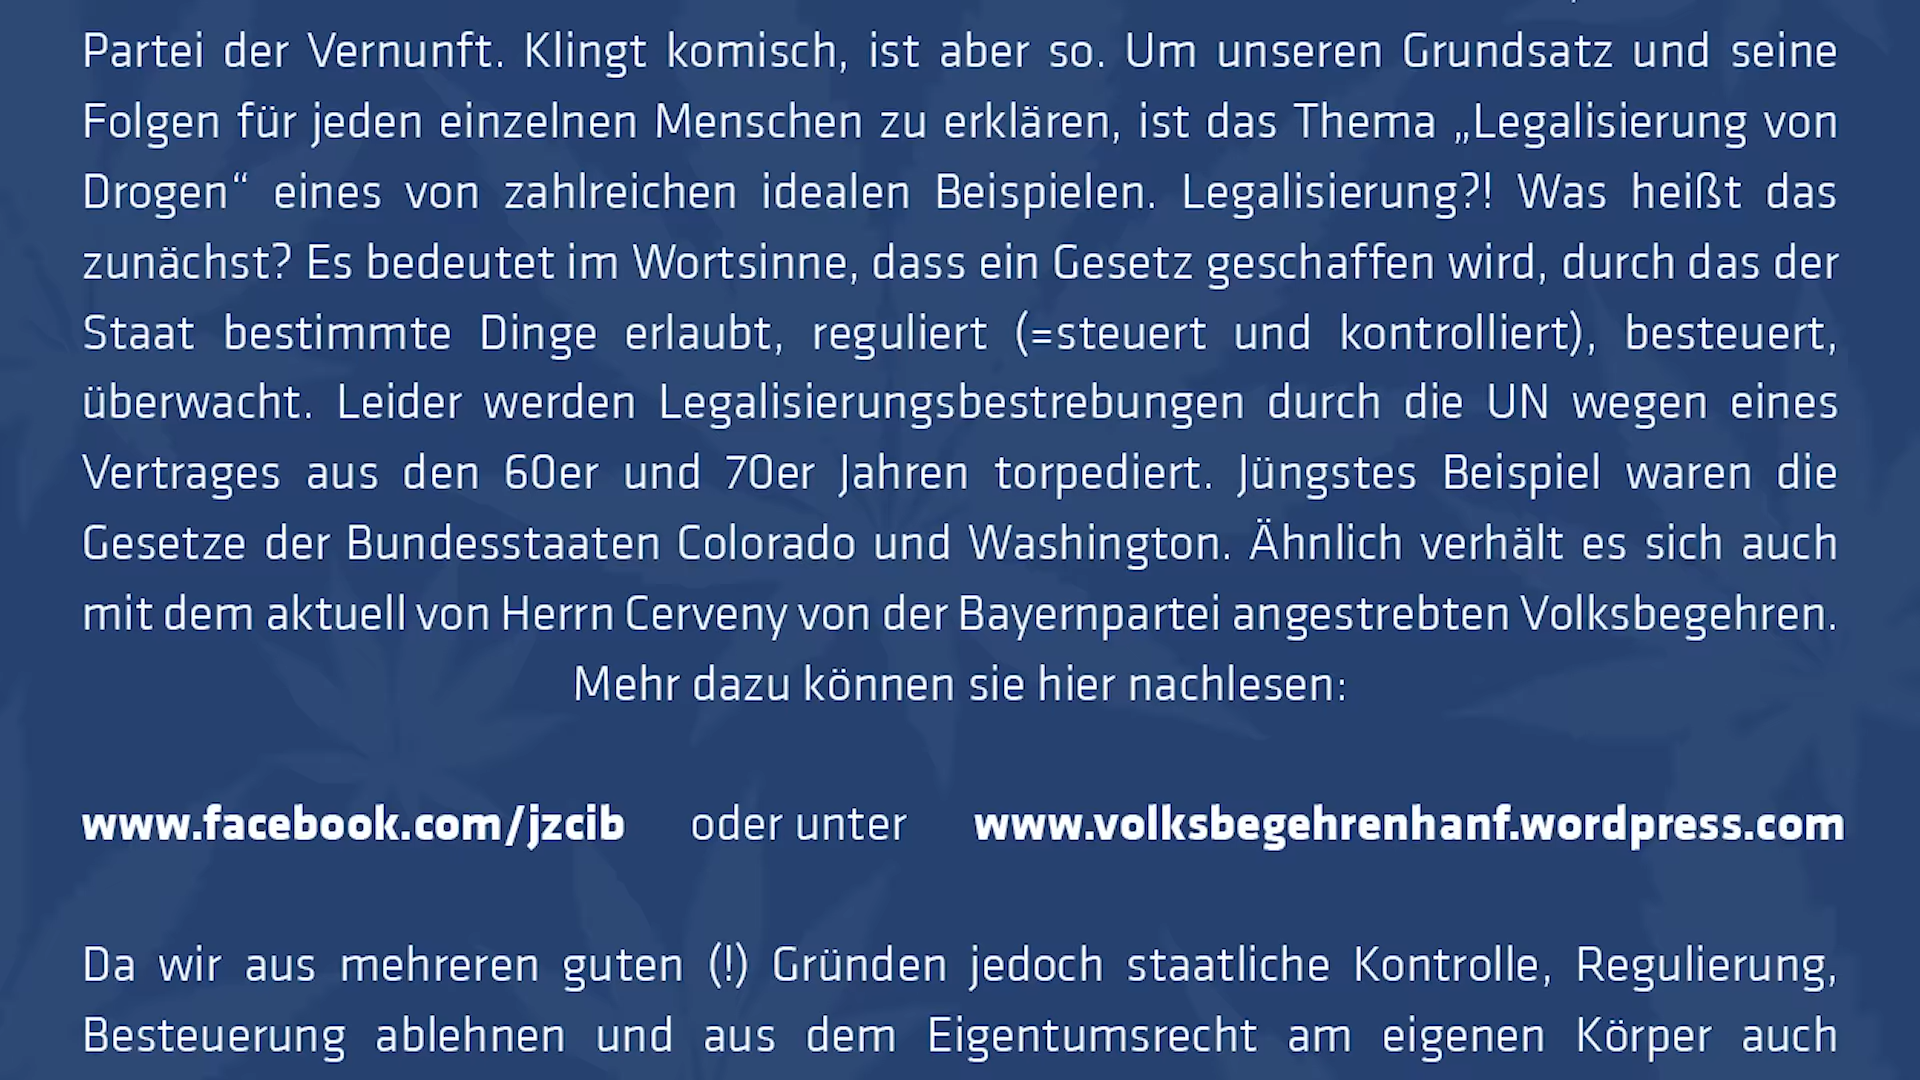 Partei der Vernunft. Klingt komisch, ist aber so. Um unseren Grundsatz und seine
Folgen für jeden einzelnen Menschen zu erklären, ist das Thema „Legalisierung von
Drogen“ eines von zahlreichen idealen Beispielen. Legalisierung?! Was heißt das
zunächst? Es bedeutet im Wortsinne, dass ein Gesetz geschaffen wird, durch das der
Staat bestimmte Dinge erlaubt, reguliert (=steuert und kontrolliert), besteuert,
überwacht. Leider werden Legalisierungsbestrebungen durch die UN wegen eines
Vertrages aus den 60er und 70er Jahren torpediert. Jüngstes Beispiel waren die
Gesetze der Bundesstaaten Colorado und Washington. Ähnlich verhält es sich auch
mit dem aktuell von Herrn Cerveny von der Bayernpartei angestrebten Volksbegehren.
Mehr dazu können sie hier nachlesen:
www.facebook.com/jzcib oder unter www.volksbegehrenhanf.wordpress.com
Da wir aus mehreren guten (!) Gründen jedoch staatliche Kontrolle, Regulierung,
Besteuerung ablehnen und aus dem Eigentumsrecht am eigenen Körper auch